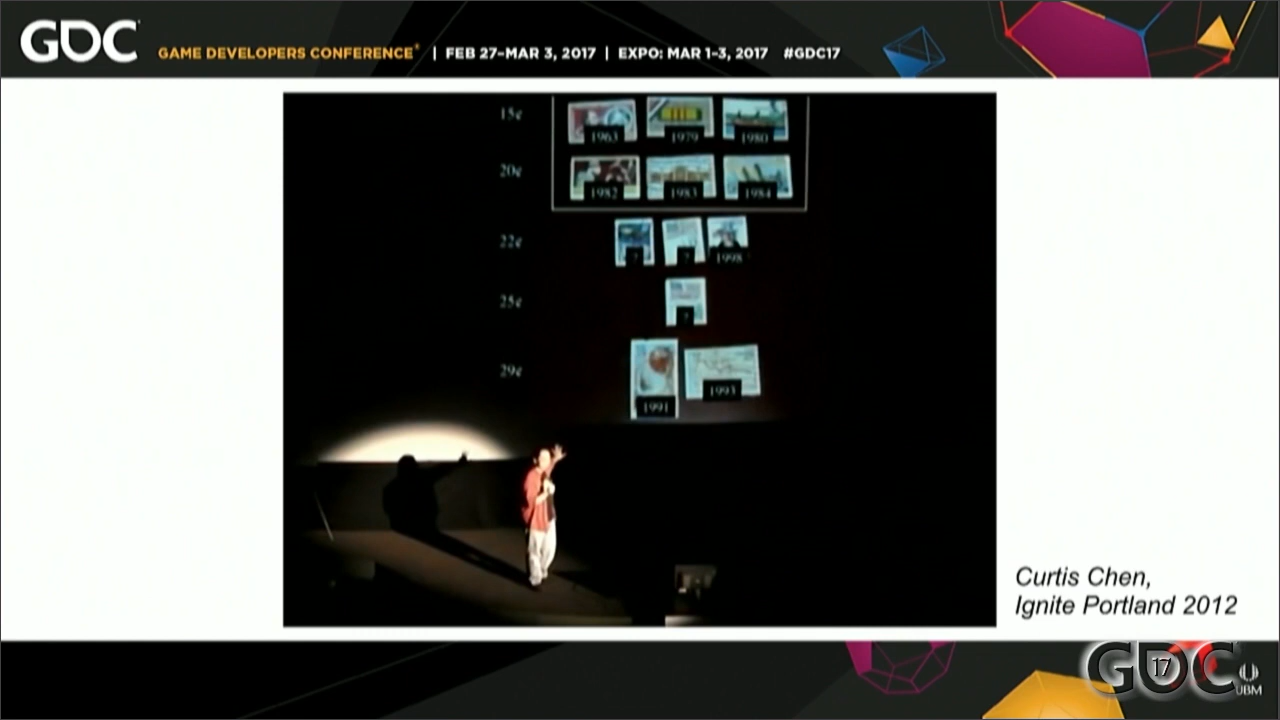 GDC GAME DEVELOPERS CONFERENCE® | FEB 27–MAR 3, 2017 | EXPO: MAR 1–3, 2017 #GDC17
15¢
1963 1979 1980
20¢
1982 1983 1984
22¢
? ? 1998
25¢
?
29¢
1991 1993
Curtis Chen,
Ignite Portland 2012
GDC 17
UBM